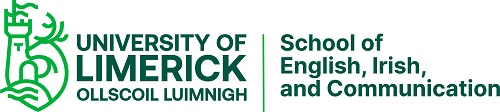 UNIVERSITY OF
LIMERICK
OLLSCOIL LUIMNIGH
School of
English, Irish,
and Communication